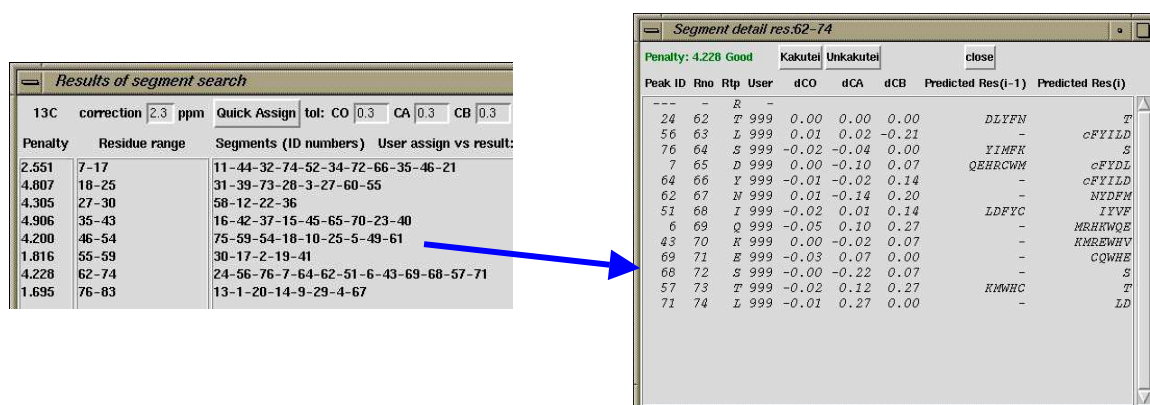 Results of segment search
13C correction 2.3 ppm Quick Assign tol: CO 0.3 CA 0.3 CB 0.3
Penalty Residue range Segments (ID numbers) User assign vs result:
2.551 7-17 11-44-32-74-52-34-72-66-35-46-21
4.807 18-25 31-39-73-28-3-27-60-55
4.305 27-30 58-12-22-36
4.906 35-43 16-42-37-15-45-65-70-23-40
4.200 46-54 75-59-54-18-10-25-5-49-61
1.816 55-59 30-17-2-19-41
4.228 62-74 24-56-76-7-64-62-51-6-43-69-68-57-71
1.695 76-83 13-1-20-14-9-29-4-67
Segment detail res:62-74
Penalty: 4.228 Good Kakutei Unkakutei close
Peak ID Rno Rtp User dCO dCA dCB Predicted Res(i-1) Predicted Res(i)
--- - R -
24 62 T 999 0.00 0.00 0.00 DLYFN T
56 63 L 999 0.01 0.02 -0.21 - cFYILD
76 64 S 999 -0.02 -0.04 0.00 YIMFK S
7 65 D 999 0.00 -0.10 0.07 QEHRCWM cFYDL
64 66 Y 999 -0.01 -0.02 0.14 - cFYILD
62 67 N 999 0.01 -0.14 0.20 - NYDFM
51 68 I 999 -0.02 0.01 0.14 LDFYC IYVF
6 69 Q 999 -0.05 0.10 0.27 - MRHKWQE
43 70 K 999 0.00 -0.02 0.07 - KMREWHV
69 71 E 999 -0.03 0.07 0.00 - CQWHE
68 72 S 999 -0.00 -0.22 0.07 - S
57 73 T 999 -0.02 0.12 0.27 KMWHC T
71 74 L 999 -0.01 0.27 0.00 - LD